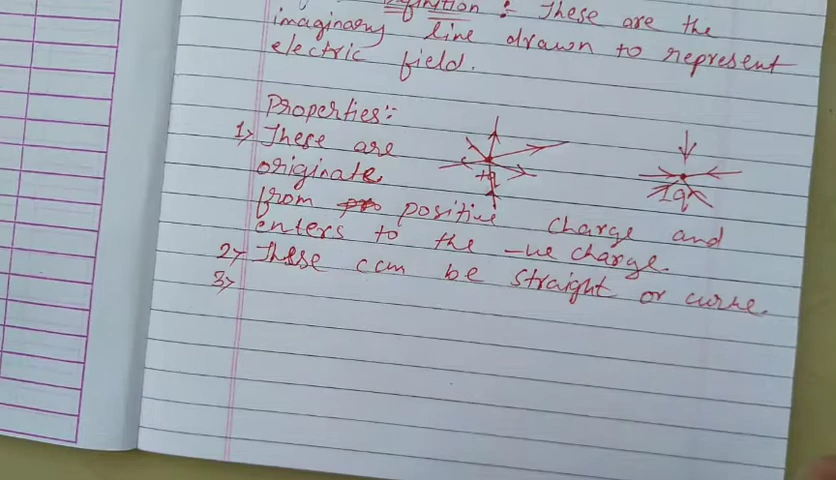 Definition : These are the
imaginary line drawn to represent
electric field.
Properties:
1> These are
originate
+q
-q
from positive charge and
enters to the -ve charge.
2> These can be straight or curve.
3>